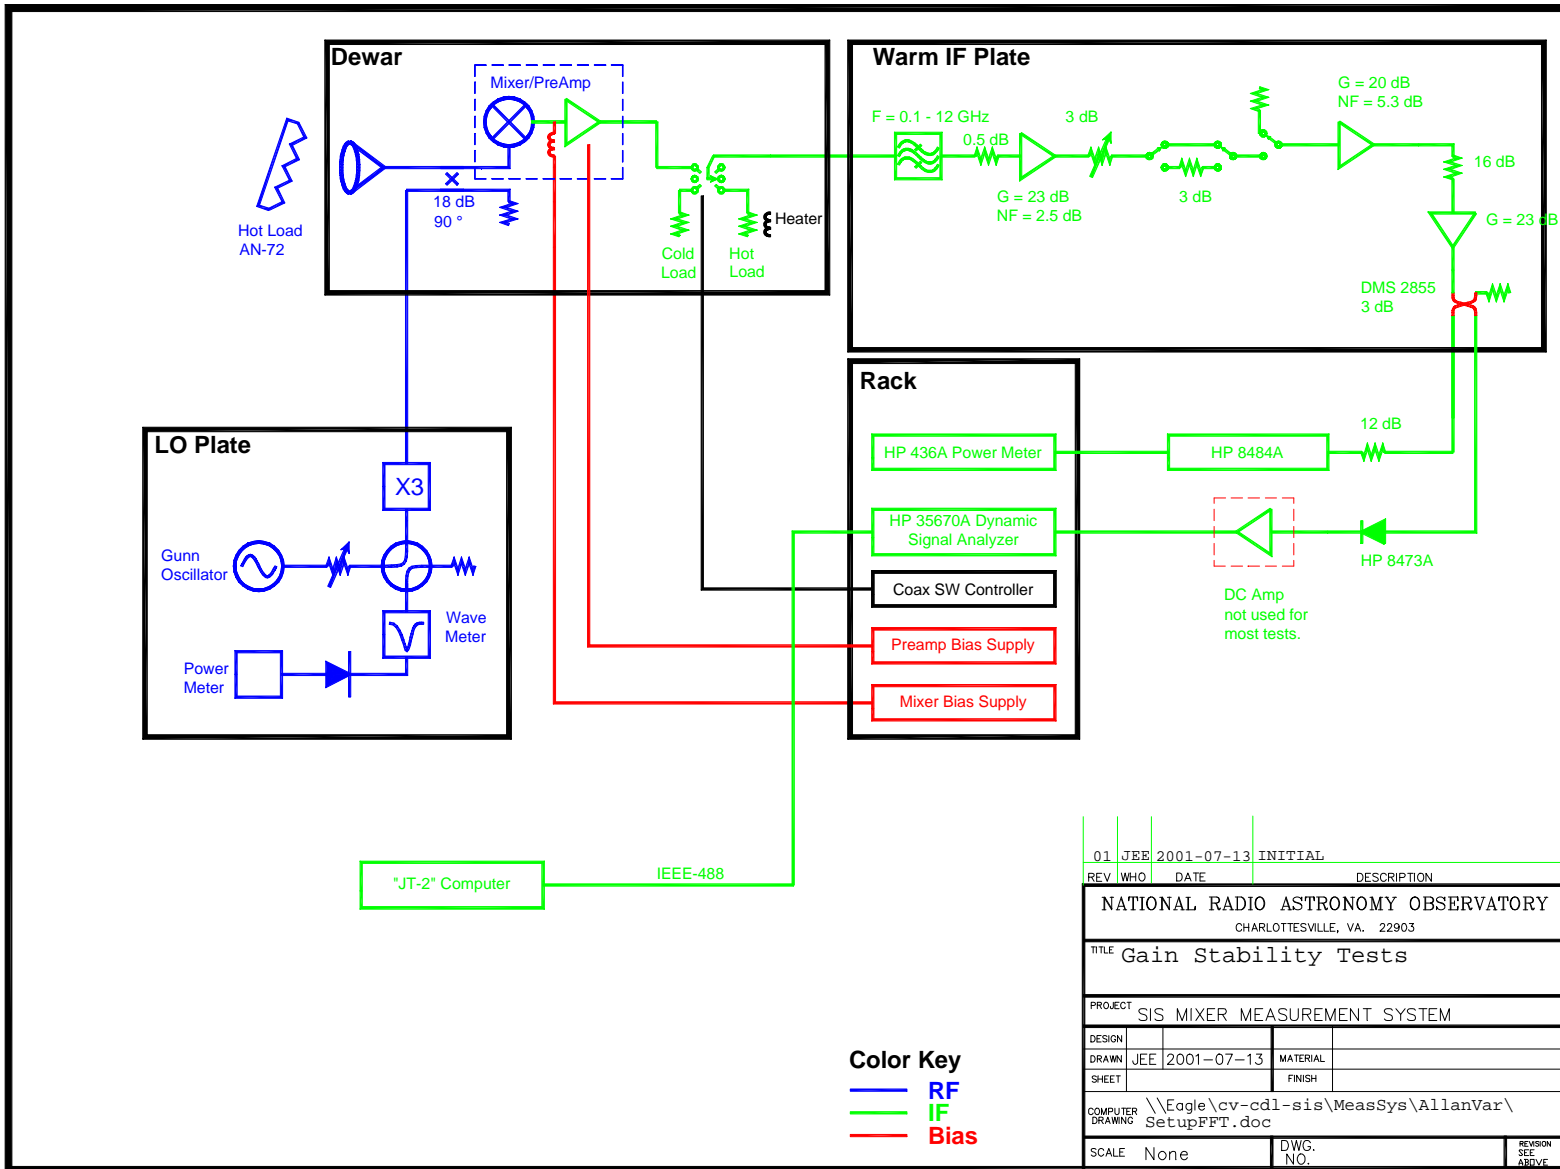 Dewar
Mixer/PreAmp
18 dB
90 °
Hot Load
AN-72
Cold
Load
Hot
Load
Heater
Warm IF Plate
F = 0.1 - 12 GHz
0.5 dB
3 dB
G = 23 dB
NF = 2.5 dB
3 dB
G = 20 dB
NF = 5.3 dB
16 dB
G = 23 dB
DMS 2855
3 dB
LO Plate
X3
Gunn
Oscillator
Wave
Meter
Power
Meter
Rack
HP 436A Power Meter
HP 8484A
12 dB
HP 35670A Dynamic
Signal Analyzer
HP 8473A
DC Amp
not used for
most tests.
Coax SW Controller
Preamp Bias Supply
Mixer Bias Supply
"JT-2" Computer
IEEE-488
Color Key
RF
IF
Bias
01 JEE 2001-07-13 INITIAL
REV WHO DATE DESCRIPTION
NATIONAL RADIO ASTRONOMY OBSERVATORY
CHARLOTTESVILLE, VA. 22903
TITLE Gain Stability Tests
PROJECT SIS MIXER MEASUREMENT SYSTEM
DESIGN
DRAWN JEE 2001-07-13 MATERIAL
SHEET FINISH
COMPUTER DRAWING \\Eagle\cv-cdl-sis\MeasSys\AllanVar\
SetupFFT.doc
SCALE None DWG. NO. REVISION SEE ABOVE